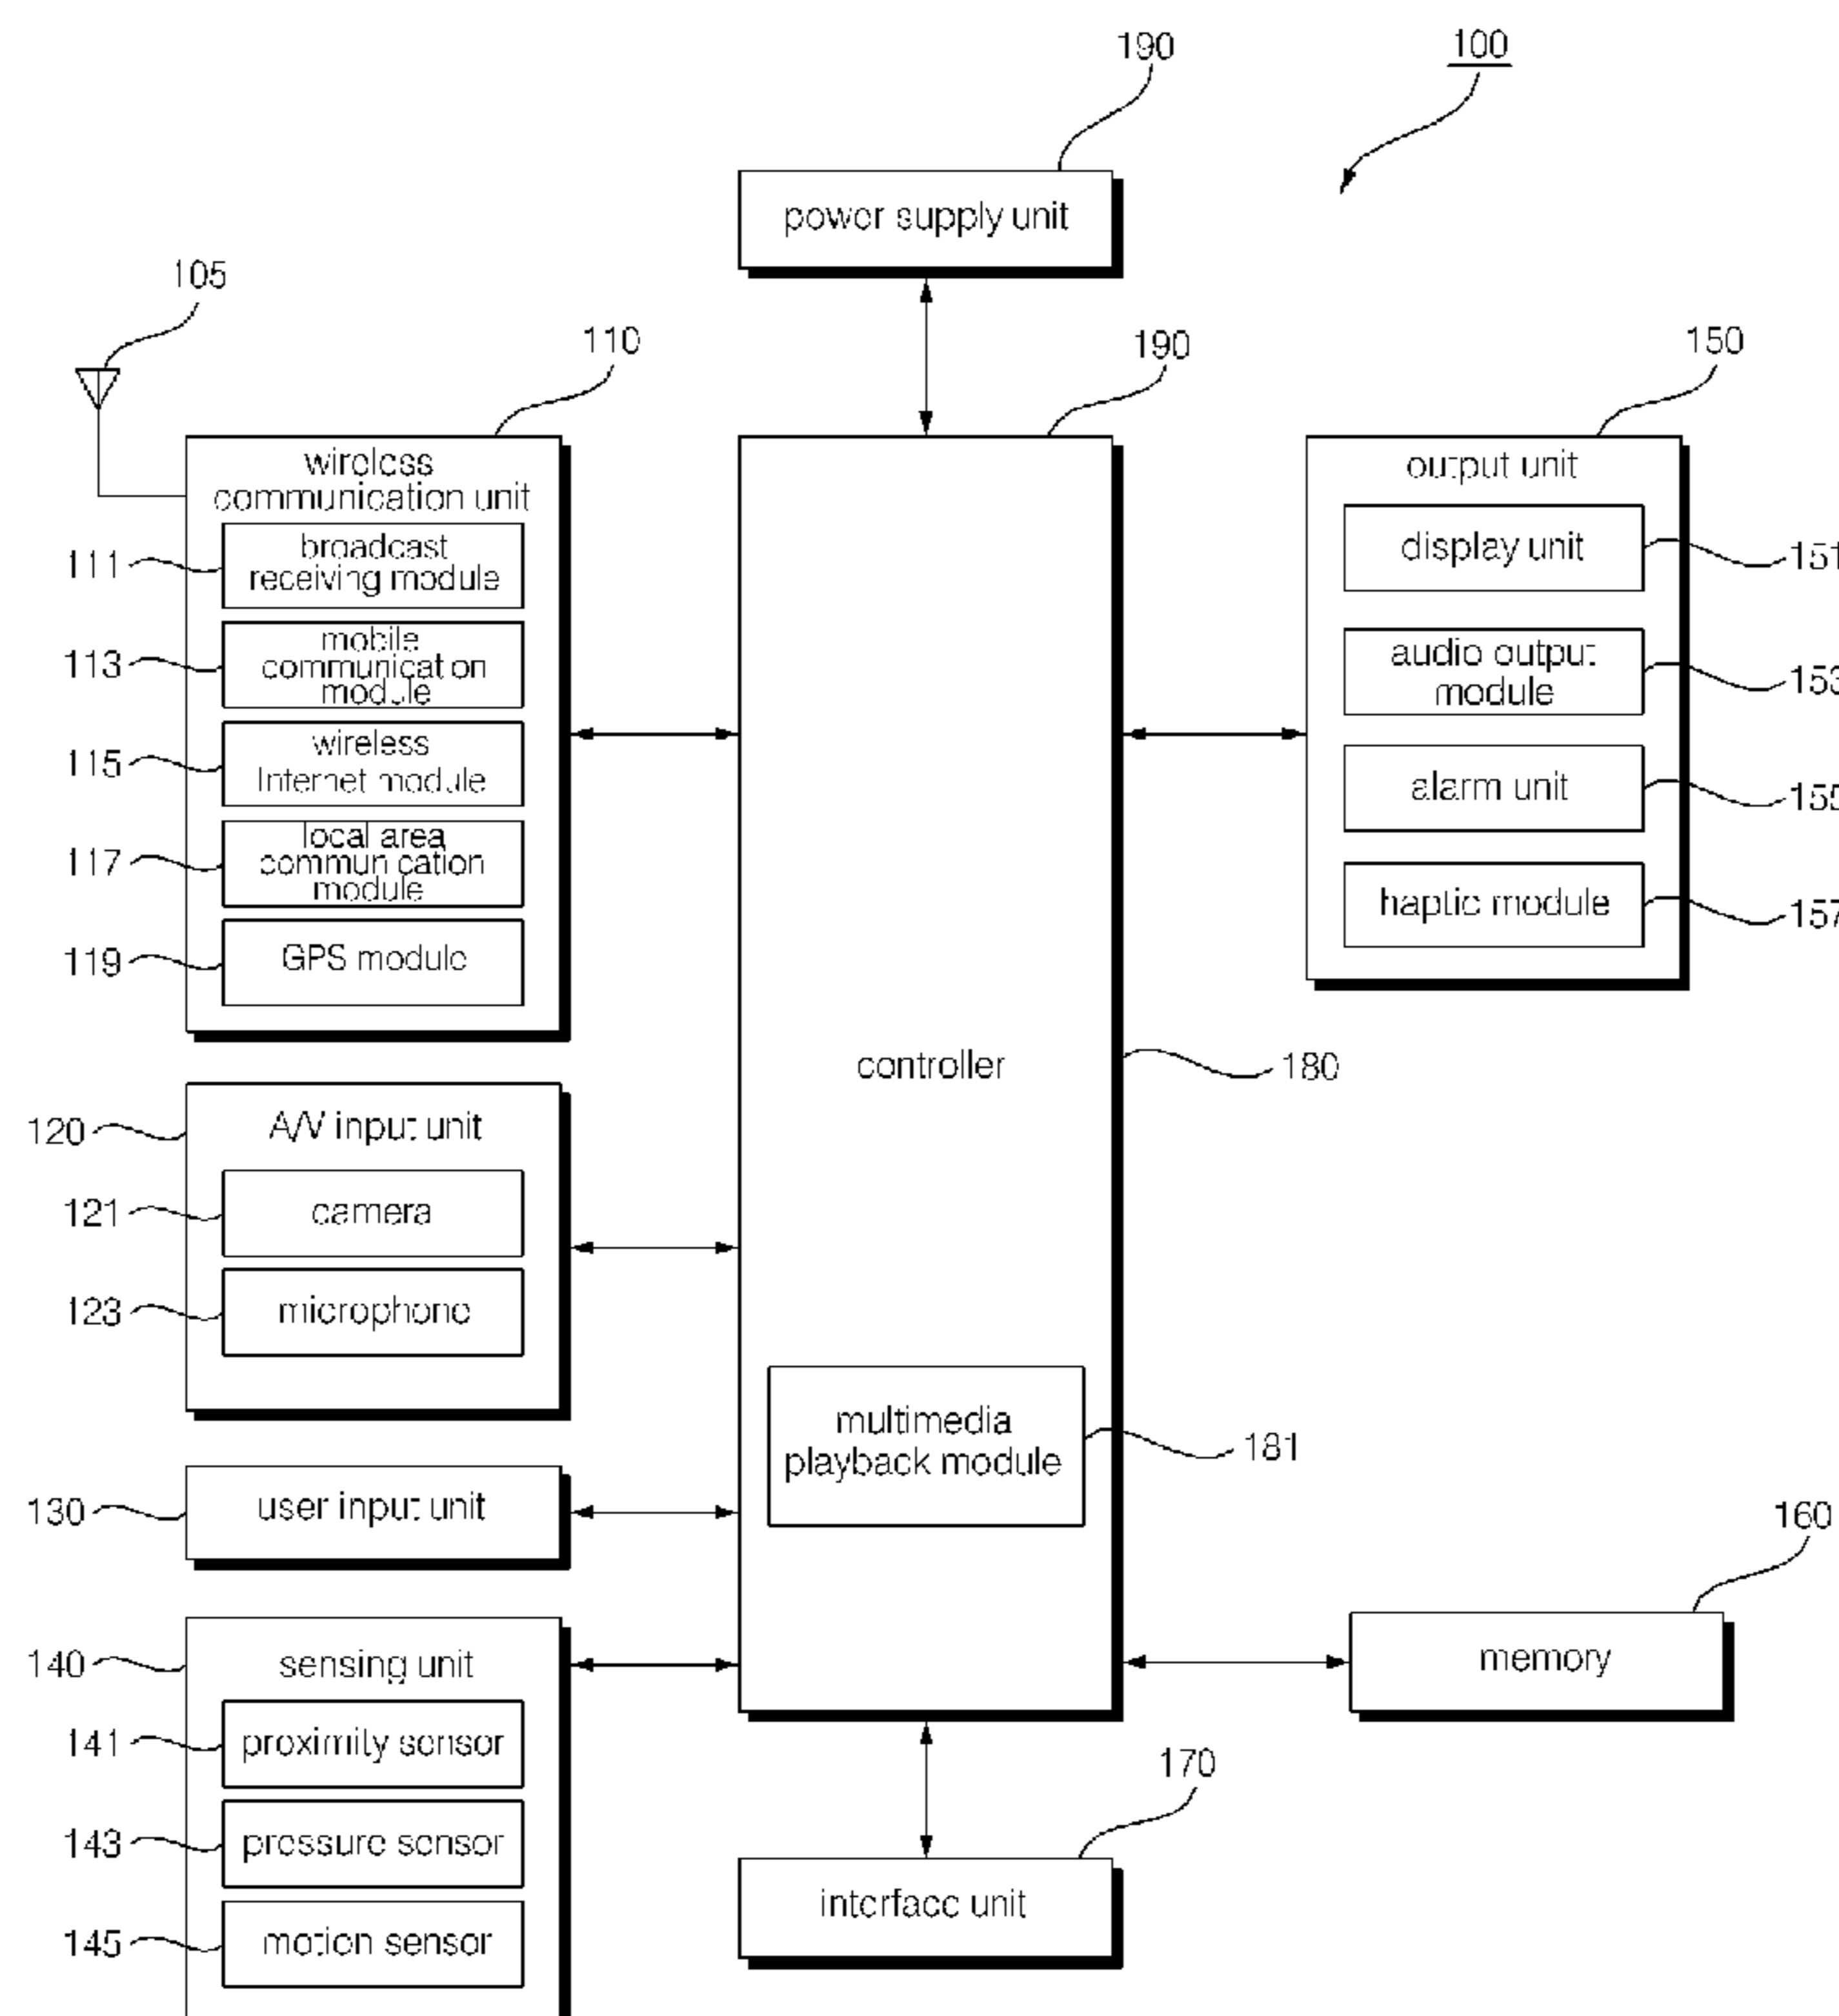 190
100
power supply unit
105
110
190
150
wireless
communication unit
output unit
111
broadcast
receiving module
display unit
151
113
mobile
communication
module
audio output
module
153
115
wireless
Internet module
alarm unit
155
117
local area
communication
module
haptic module
157
119
GPS module
controller
180
120
A/V input unit
121
camera
123
microphone
multimedia
playback module
181
130
user input unit
160
140
sensing unit
memory
141
proximity sensor
170
143
pressure sensor
interface unit
145
motion sensor